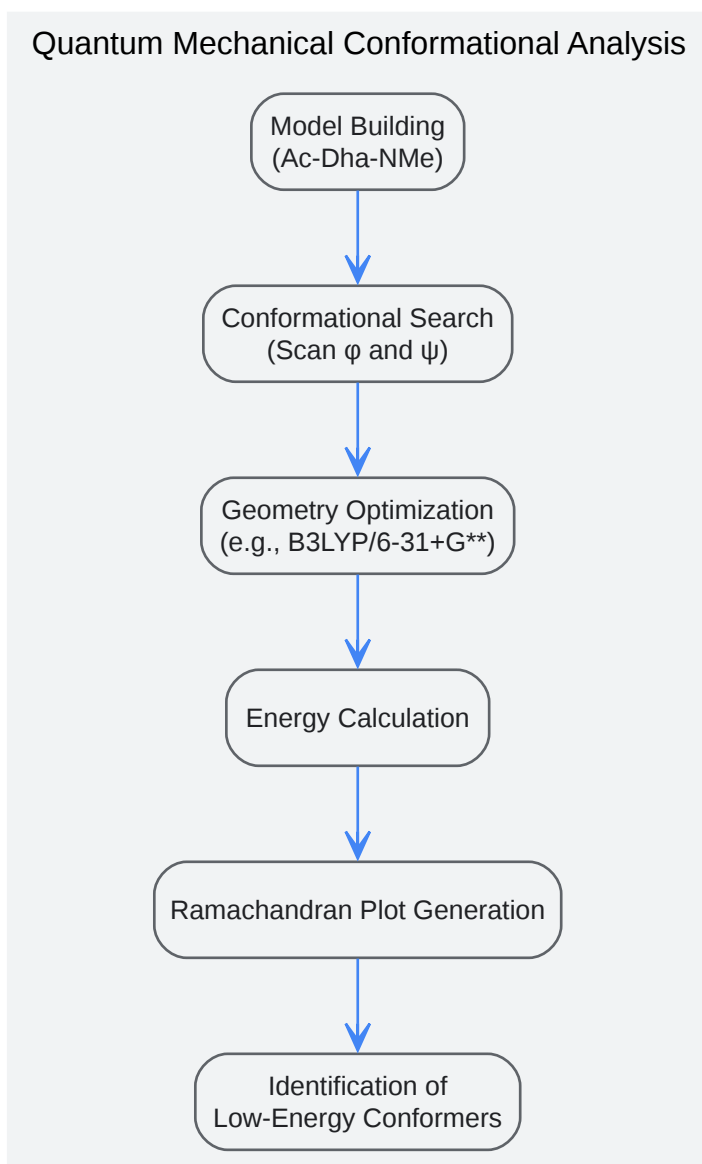 Quantum Mechanical Conformational Analysis
Model Building
(Ac-Dha-NMe)
Conformational Search
(Scan φ and ψ)
Geometry Optimization
(e.g., B3LYP/6-31+G**)
Energy Calculation
Ramachandran Plot Generation
Identification of
Low-Energy Conformers